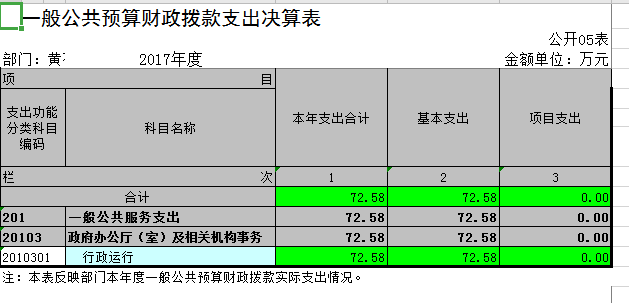 一般公共预算财政拨款支出决算表
公开05表
部门：黄 2017年度 金额单位：万元
项 目
支出功能分类科目编码 科目名称 本年支出合计 基本支出 项目支出
栏 次 1 2 3
合计 72.58 72.58 0.00
201 一般公共服务支出 72.58 72.58 0.00
20103 政府办公厅（室）及相关机构事务 72.58 72.58 0.00
2010301 行政运行 72.58 72.58 0.00
注：本表反映部门本年度一般公共预算财政拨款实际支出情况。